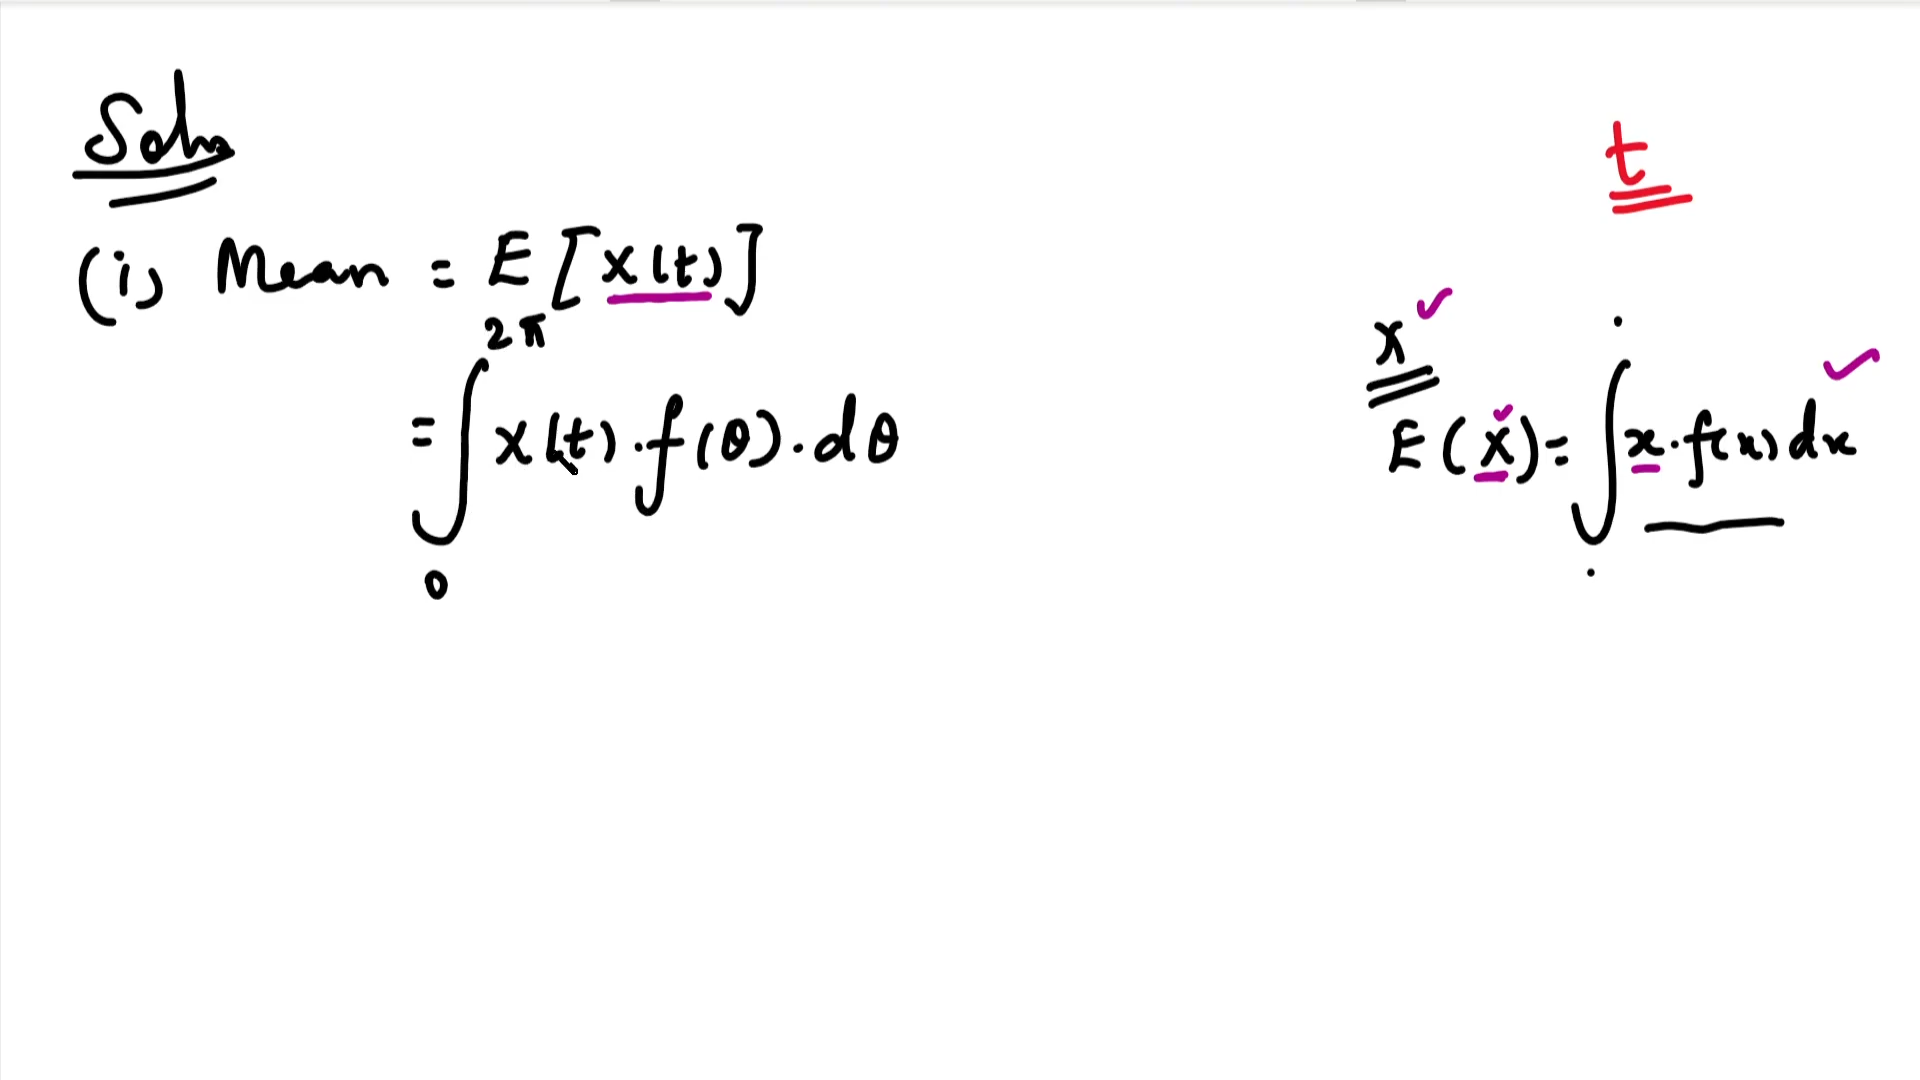 Soln
(i) Mean = E[X(t)]
= ∫₀^{2π} X(t) · f(θ) · dθ
t
x
E(X) = ∫ x · f(x) dx